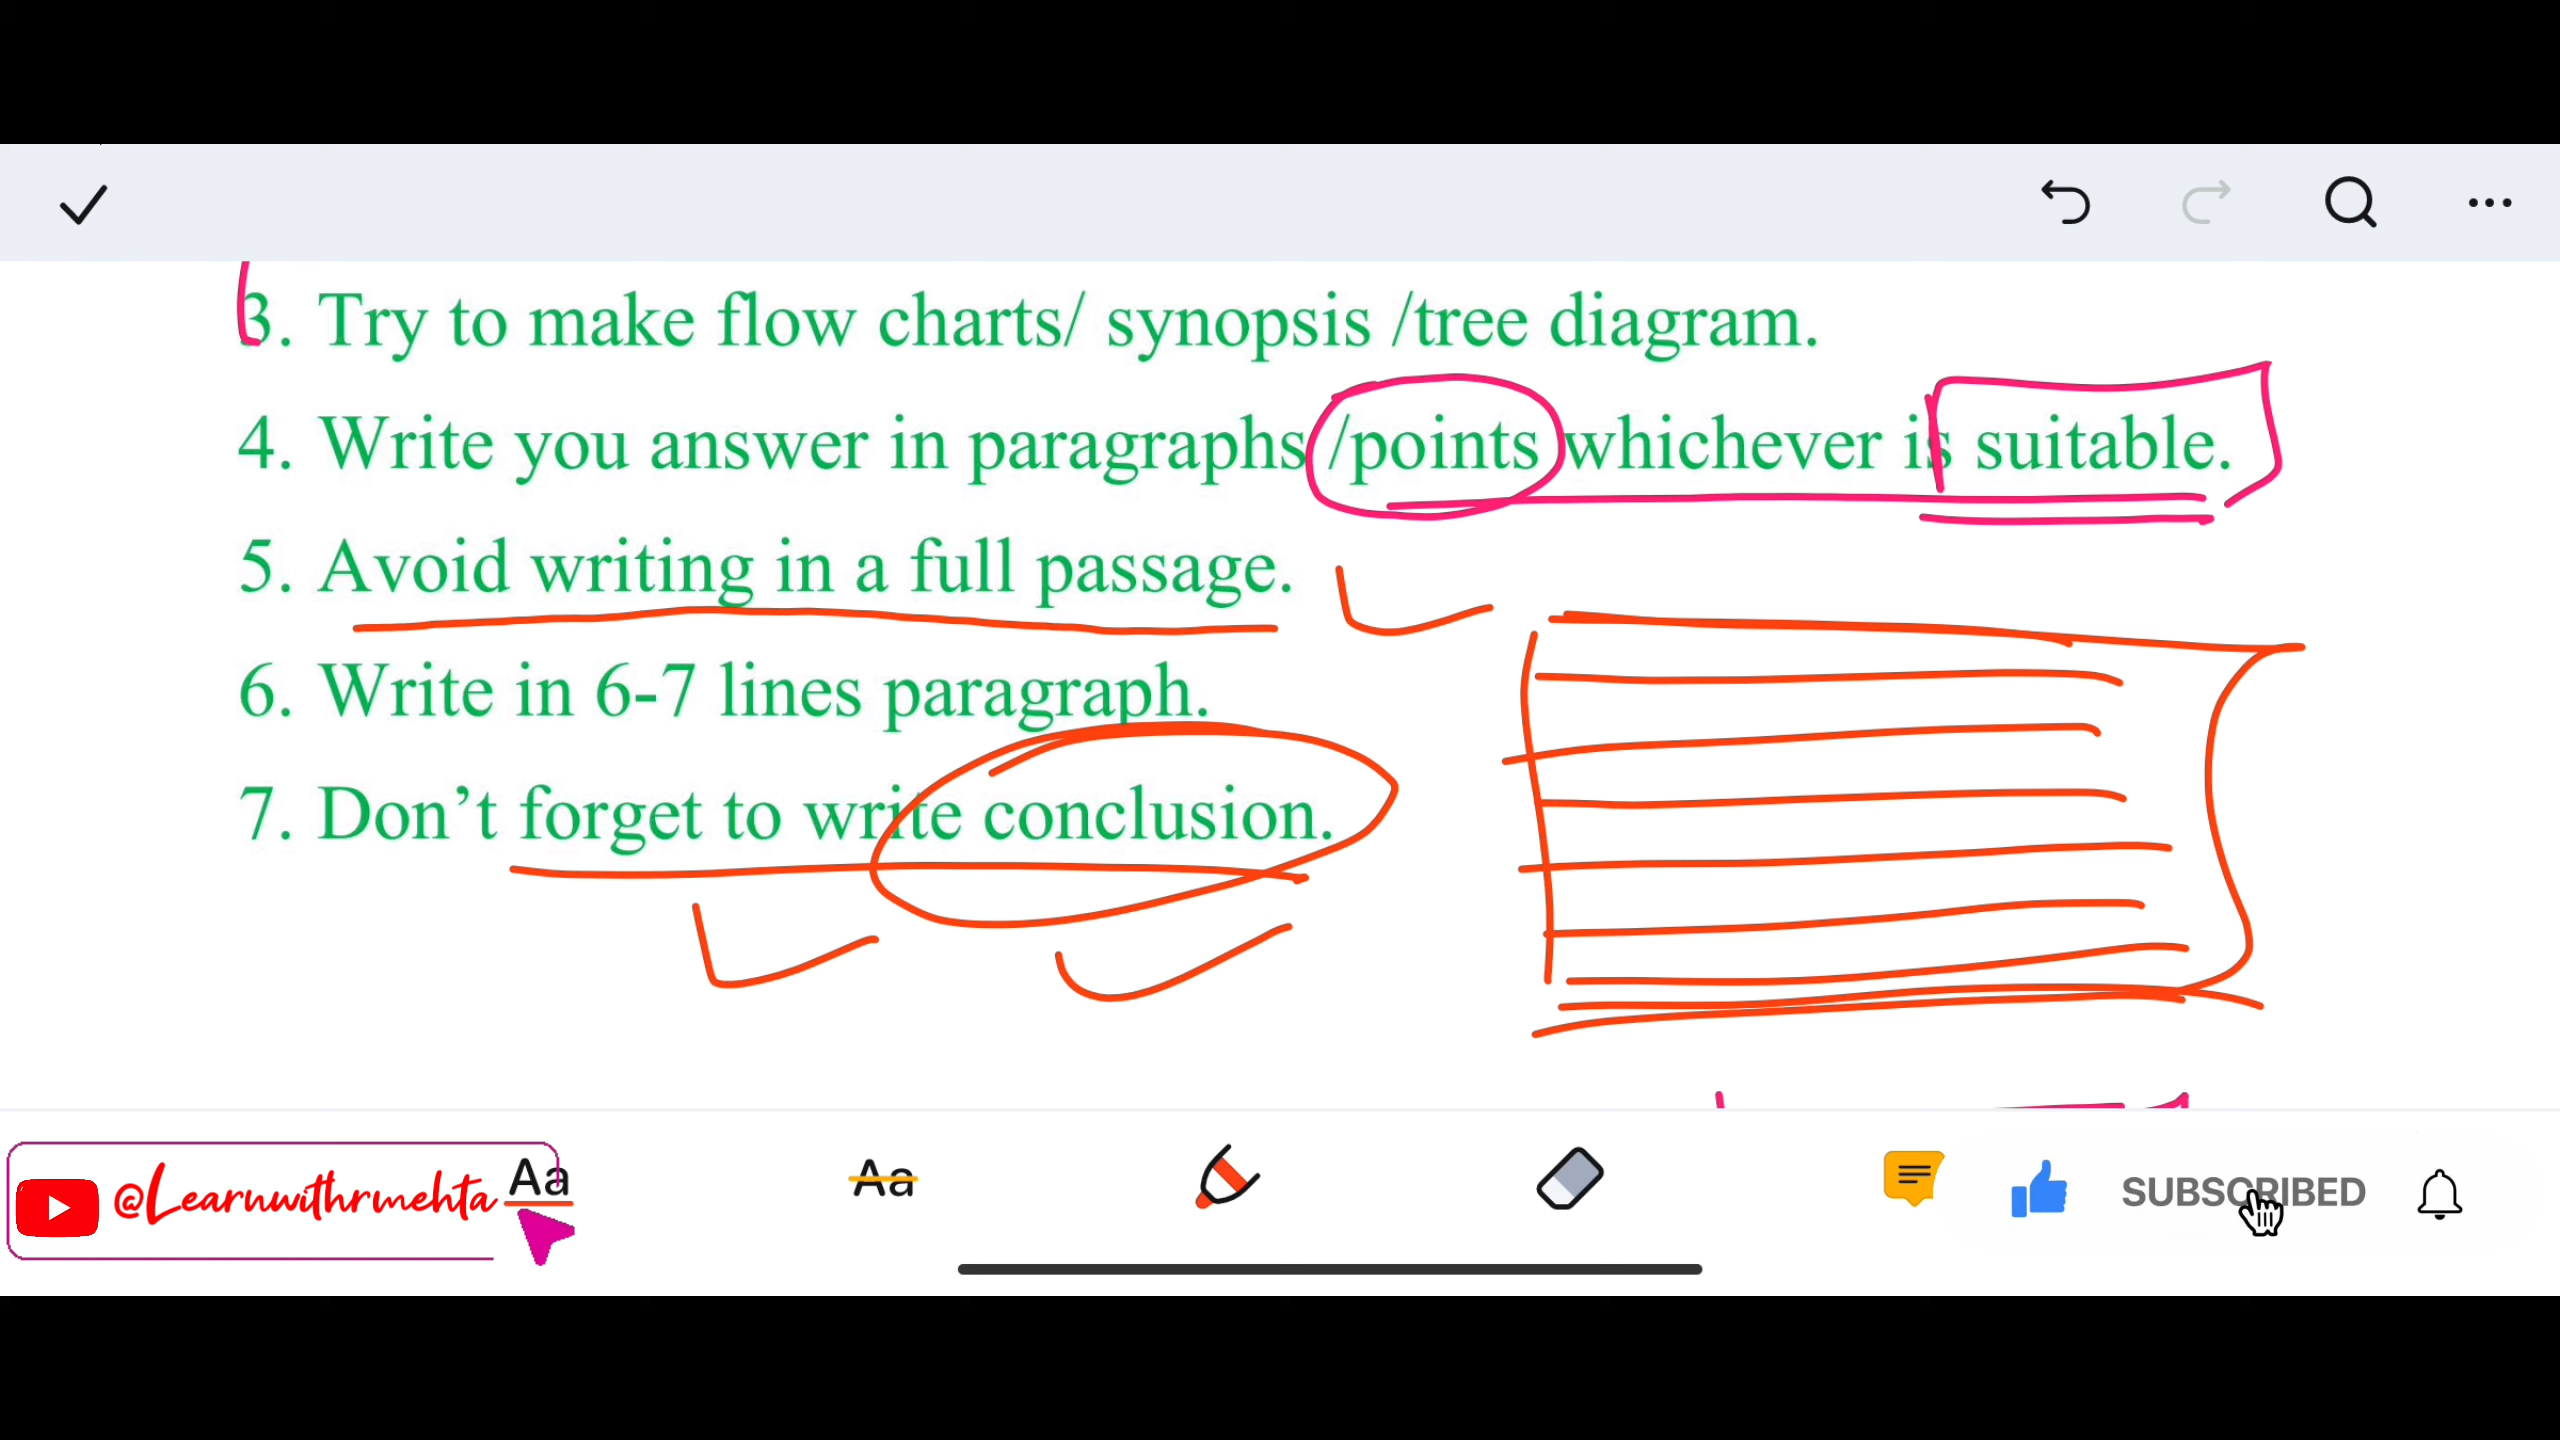 3. Try to make flow charts/ synopsis /tree diagram.
4. Write you answer in paragraphs /points whichever is suitable.
5. Avoid writing in a full passage.
6. Write in 6-7 lines paragraph.
7. Don’t forget to write conclusion.
@Learnwithrmehta Aa Aa SUBSCRIBED